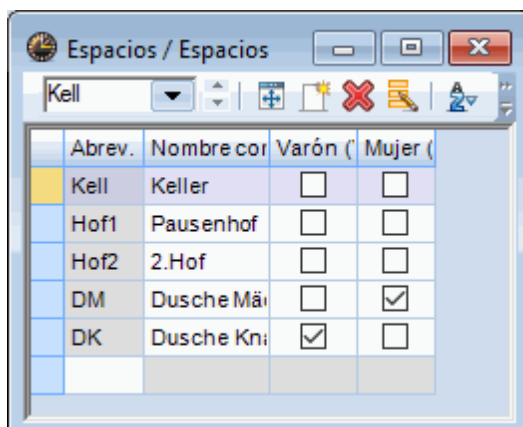 Espacios / Espacios
Kell
Abrev. Nombre cor Varón (' Mujer (
Kell Keller
Hof1 Pausenhof
Hof2 2.Hof
DM Dusche Mä
DK Dusche Kn